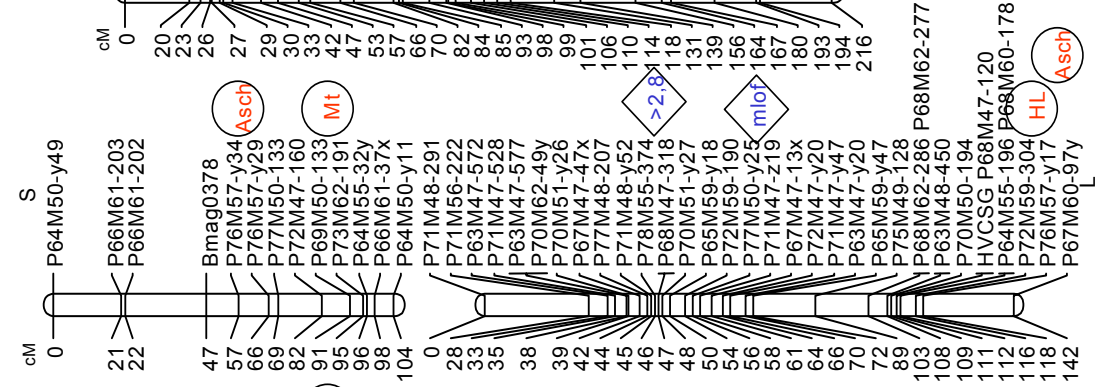 cM
0
20
23
26
27
29
30
33
42
47
53
57
66
70
82
84
85
93
98
99
101
106
110
114
118
131
139
156
164
167
180
193
194
216
Asch
Mt
>2,8
mlof
HL
Asch
S
P64M50-y49
P66M61-203
P66M61-202
Bmag0378
P76M57-y34
P76M57-y29
P77M50-133
P72M47-160
P69M50-133
P73M62-191
P64M55-32y
P66M61-37x
P64M50-y11
P71M48-291
P71M56-222
P63M47-572
P71M47-528
P63M47-577
P70M62-49y
P70M51-y26
P67M47-47x
P77M48-207
P71M48-y52
P78M55-374
P68M47-318
P70M51-y27
P65M59-y18
P72M59-190
P77M50-y25
P71M47-z19
P67M47-13x
P72M47-y20
P71M47-y47
P63M47-y20
P65M59-y47
P75M49-128
P68M62-286 P68M62-277
P63M48-450
P70M50-194
HVCSG P68M47-120
P64M55-196 P68M60-178
P72M59-304
P76M57-y17
P67M60-97y
L
cM
0
21
22
47
57
66
69
82
91
95
96
98
104
0
28
33
35
38
39
42
44
45
46
47
48
50
54
56
58
61
64
66
70
72
89
103
108
109
111
112
116
118
142